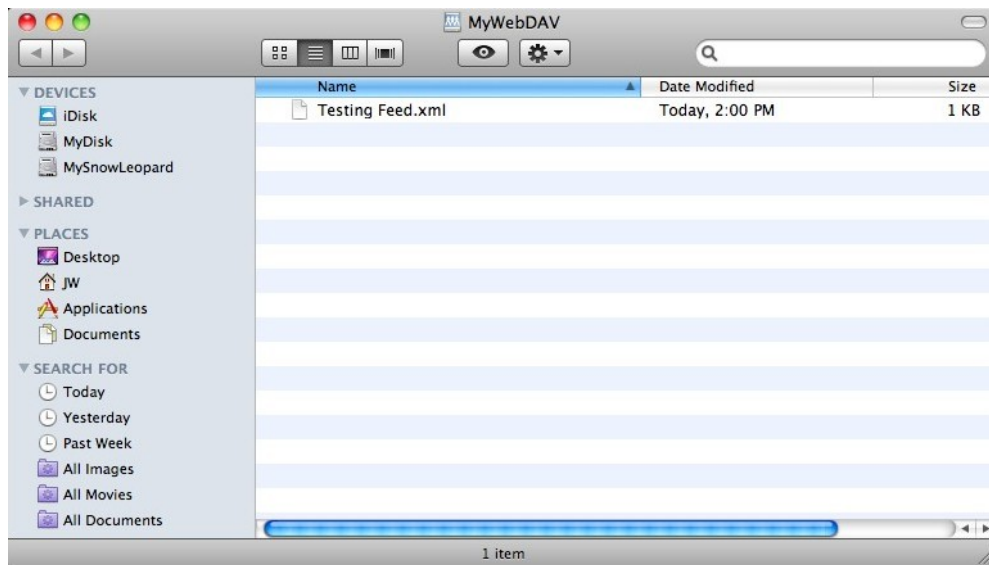 MyWebDAV
DEVICES
iDisk
MyDisk
MySnowLeopard
SHARED
PLACES
Desktop
JW
Applications
Documents
SEARCH FOR
Today
Yesterday
Past Week
All Images
All Movies
All Documents
Name Date Modified Size
Testing Feed.xml Today, 2:00 PM 1 KB
1 item